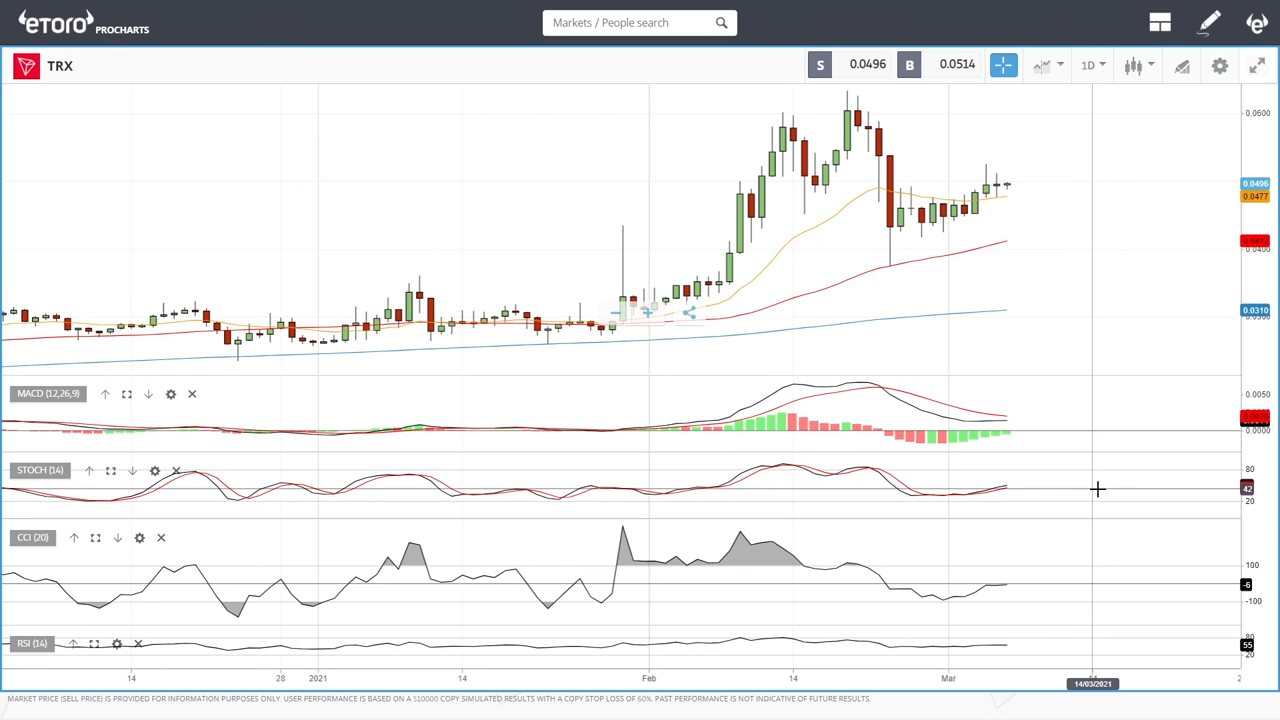 eToro PROCHARTS
Markets / People search
TRX
S 0.0496 B 0.0514
1D
0.0600
0.0496
0.0477
0.0400
0.0310
MACD (12,26,9)
0.0050
0.0000
STOCH (14)
80
42
20
CCI (20)
100
-6
-100
RSI (14)
80
55
20
14 28 2021 14 Feb 14 Mar 2
14/03/2021
MARKET PRICE (SELL PRICE) IS PROVIDED FOR INFORMATION PURPOSES ONLY. USER PERFORMANCE IS BASED ON A $10000 COPY SIMULATED RESULTS WITH A COPY STOP LOSS OF 60%. PAST PERFORMANCE IS NOT INDICATIVE OF FUTURE RESULTS.